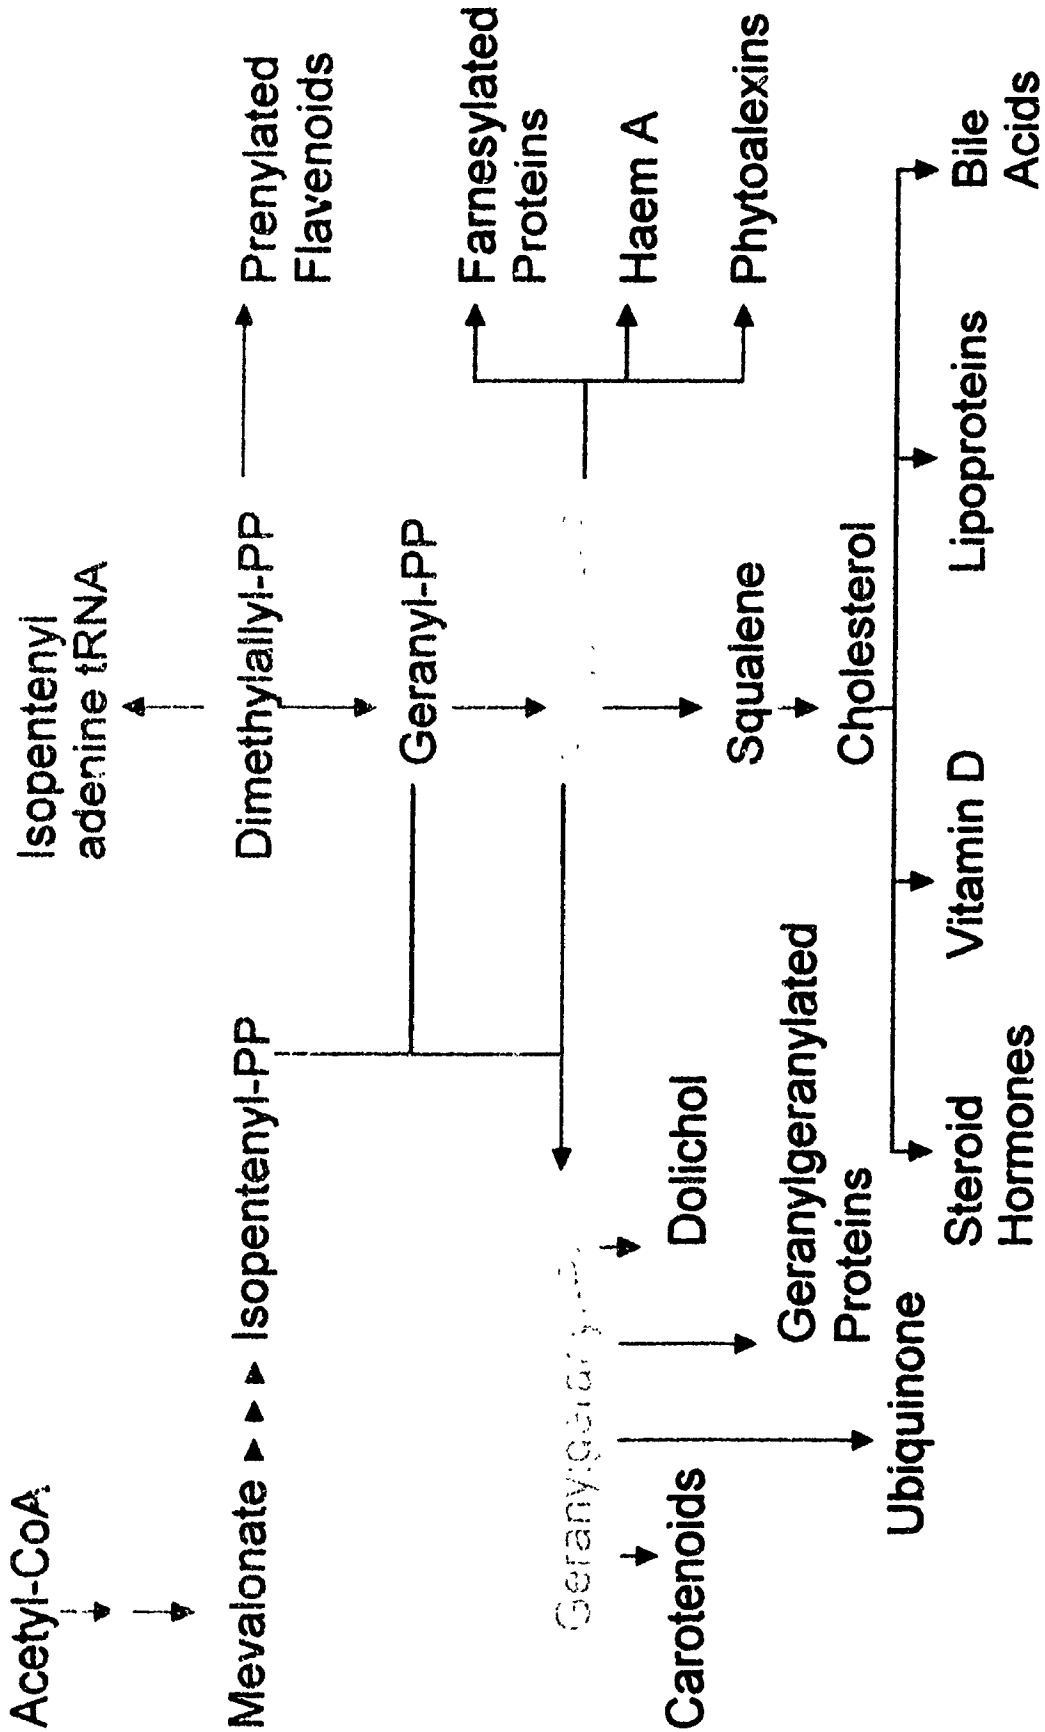 Acetyl-CoA
Isopentenyl
adenine tRNA
Mevalonate
Isopentenyl-PP
Dimethylallyl-PP
Prenylated
Flavenoids
Geranyl-PP
Farnesylated
Proteins
Haem A
Phytoalexins
Carotenoids
Dolichol
Squalene
Geranylgeranylated
Proteins
Cholesterol
Ubiquinone
Steroid
Hormones
Vitamin D
Lipoproteins
Bile
Acids